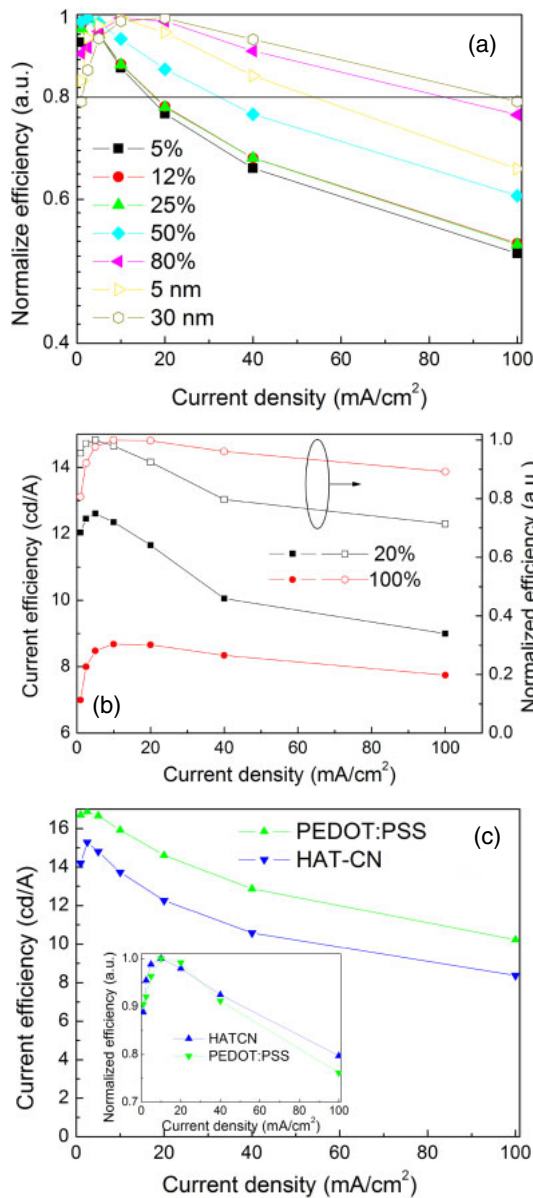 (a)
Normalize efficiency (a.u.)
1
0.8
0.6
0.4
5%
12%
25%
50%
80%
5 nm
30 nm
0 20 40 60 80 100
Current density (mA/cm²)
(b)
Current efficiency (cd/A)
14
12
10
8
6
Normalized efficiency (a.u.)
1.0
0.8
0.6
0.4
0.2
0.0
20%
100%
0 20 40 60 80 100
Current density (mA/cm²)
(c)
Current efficiency (cd/A)
16
14
12
10
8
6
4
2
0
PEDOT:PSS
HAT-CN
Normalized efficiency (a.u.)
1.0
0.9
0.8
0.7
HATCN
PEDOT:PSS
0 20 40 60 80 100
Current density (mA/cm²)
0 20 40 60 80 100
Current density (mA/cm²)